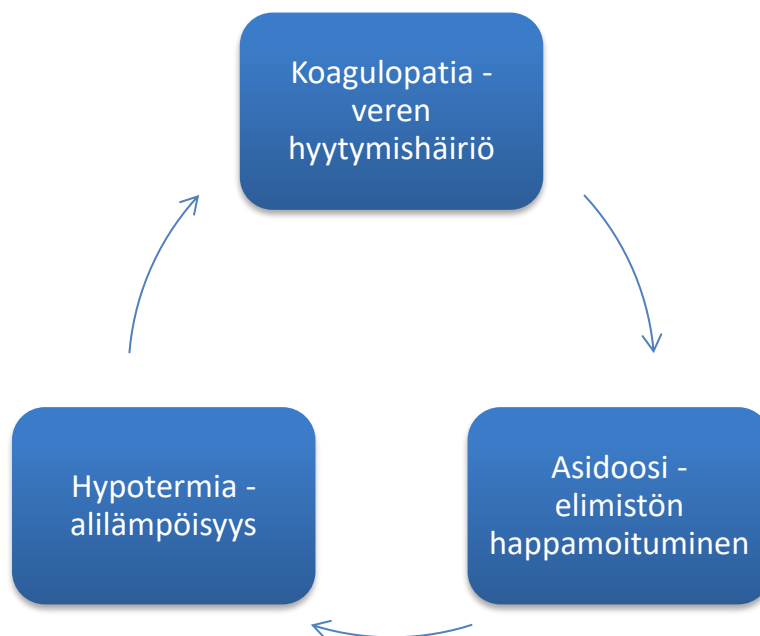 Koagulopatia -
veren
hyytymishäiriö
Hypotermia -
alilämpöisyys
Asidoosi -
elimistön
happamoituminen